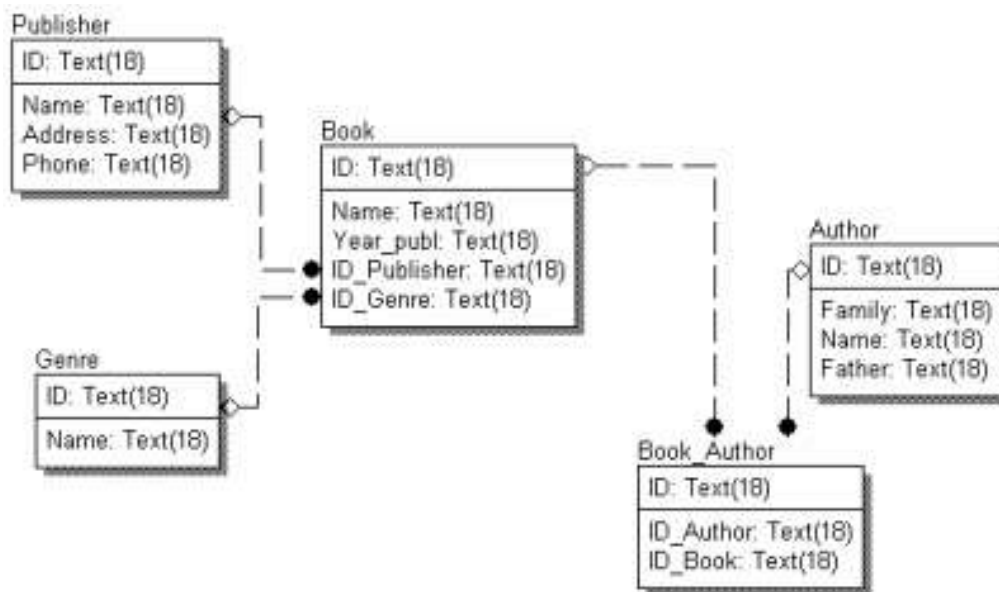 Publisher
ID: Text(18)
Name: Text(18)
Address: Text(18)
Phone: Text(18)
Book
ID: Text(18)
Name: Text(18)
Year_publ: Text(18)
ID_Publisher: Text(18)
ID_Genre: Text(18)
Author
ID: Text(18)
Family: Text(18)
Name: Text(18)
Father: Text(18)
Genre
ID: Text(18)
Name: Text(18)
Book_Author
ID: Text(18)
ID_Author: Text(18)
ID_Book: Text(18)